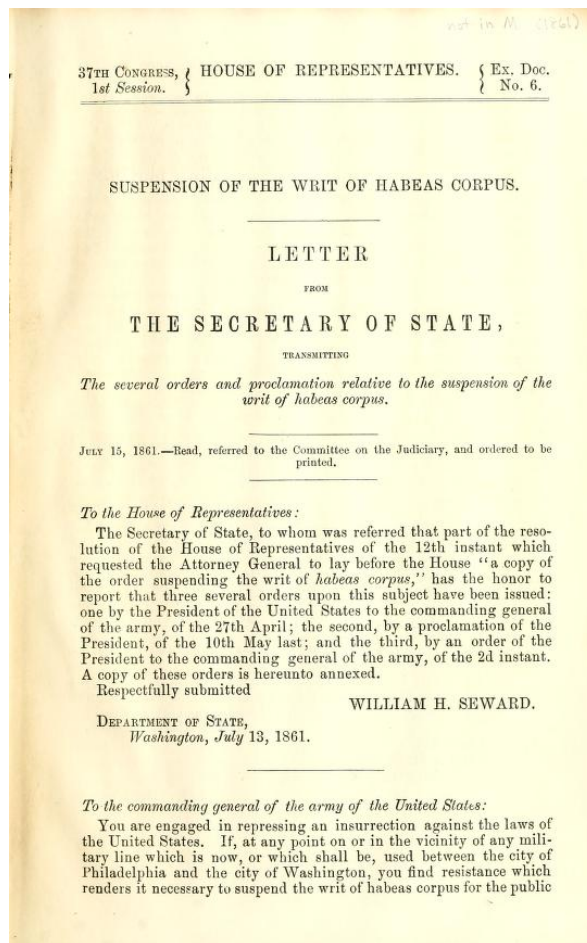 not in M (1861)
37TH CONGRESS, HOUSE OF REPRESENTATIVES. Ex. Doc.
1st Session. No. 6.
SUSPENSION OF THE WRIT OF HABEAS CORPUS.
LETTER
FROM
THE SECRETARY OF STATE,
TRANSMITTING
The several orders and proclamation relative to the suspension of the
writ of habeas corpus.
JULY 15, 1861.—Read, referred to the Committee on the Judiciary, and ordered to be
printed.
To the House of Representatives:
The Secretary of State, to whom was referred that part of the reso-
lution of the House of Representatives of the 12th instant which
requested the Attorney General to lay before the House "a copy of
the order suspending the writ of habeas corpus," has the honor to
report that three several orders upon this subject have been issued:
one by the President of the United States to the commanding general
of the army, of the 27th April; the second, by a proclamation of the
President, of the 10th May last; and the third, by an order of the
President to the commanding general of the army, of the 2d instant.
A copy of these orders is hereunto annexed.
Respectfully submitted
WILLIAM H. SEWARD.
DEPARTMENT OF STATE,
Washington, July 13, 1861.
To the commanding general of the army of the United States:
You are engaged in repressing an insurrection against the laws of
the United States. If, at any point on or in the vicinity of any mili-
tary line which is now, or which shall be, used between the city of
Philadelphia and the city of Washington, you find resistance which
renders it necessary to suspend the writ of habeas corpus for the public